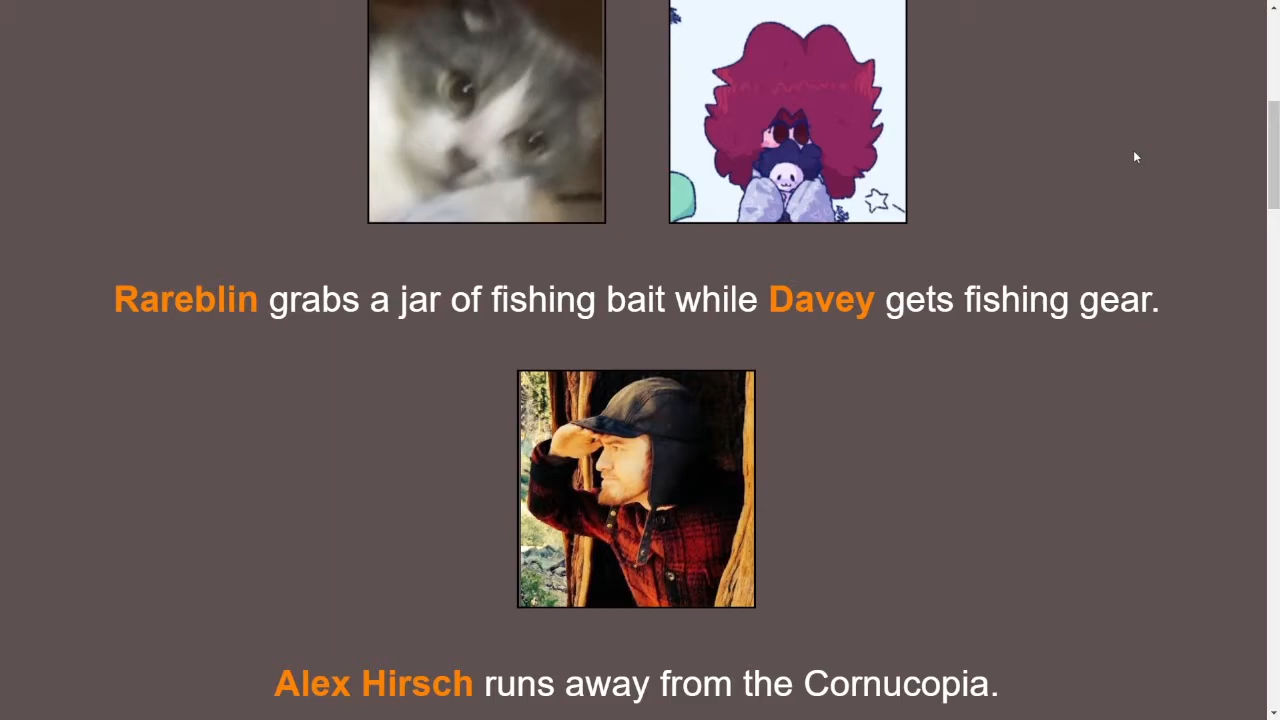 Rareblin grabs a jar of fishing bait while Davey gets fishing gear.
Alex Hirsch runs away from the Cornucopia.